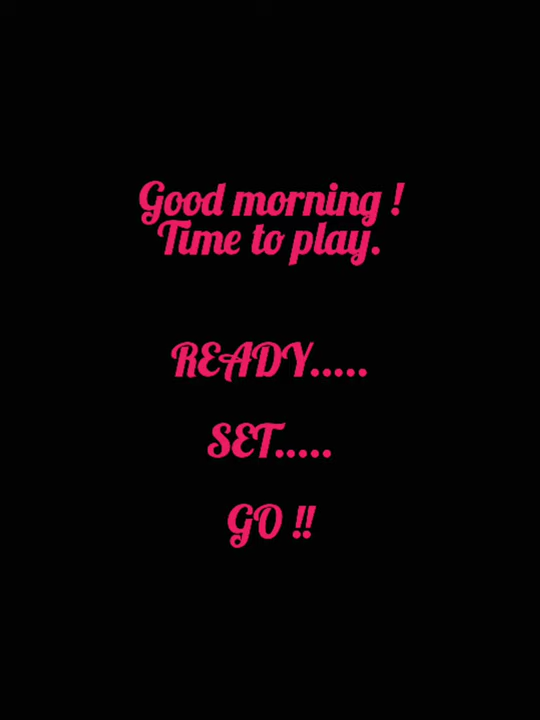 Good morning !
Time to play.
READY.....
SET.....
GO !!